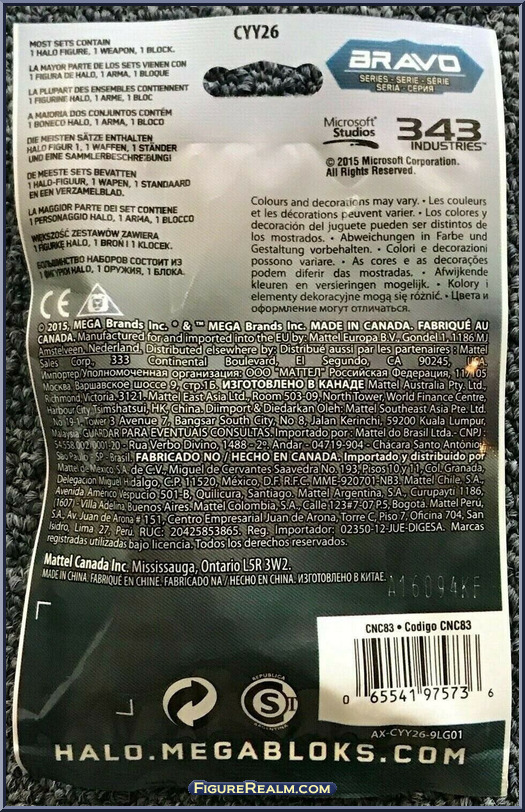 CYY26
MOST SETS CONTAIN
1 HALO FIGURE, 1 WEAPON, 1 BLOCK.
LA MAYOR PARTE DE LOS SETS VIENEN CON
1 FIGURA DE HALO, 1 ARMA, 1 BLOQUE
LA PLUPART DES ENSEMBLES CONTIENNENT
1 FIGURINE HALO, 1 ARME, 1 BLOC
A MAIORIA DOS CONJUNTOS CONTÉM
1 BONECO HALO, 1 ARMA, 1 BLOCO
DIE MEISTEN SÄTZE ENTHALTEN
HALO FIGUR 1, 1 WAFFEN, 1 STÄNDER
UND EINE SAMMLERBESCHREIBUNG!
DE MEESTE SETS BEVATTEN
1 HALO-FIGUUR, 1 WAPEN, 1 STANDAARD
EN EEN VERZAMELBLAD.
LA MAGGIOR PARTE DEI SET CONTIENE
1 PERSONAGGIO HALO, 1 ARMA, 1 BLOCCO
WIĘKSZOŚĆ ZESTAWÓW ZAWIERA
1 FIGURKĘ HALO, 1 BROŃ I 1 KLOCEK.
БОЛЬШИНСТВО НАБОРОВ СОСТОИТ ИЗ
1 ФИГУРКИ HALO, 1 ОРУЖИЯ, 1 БЛОКА.
BRAVO
SERIES - SERIE - SÉRIE
SERIA - СЕРИЯ
Microsoft
Studios
343
INDUSTRIES™
© 2015 Microsoft Corporation.
All Rights Reserved.
Colours and decorations may vary. • Les couleurs
et les décorations peuvent varier. • Los colores y
decoración del juguete pueden ser distintos de
los mostrados. • Abweichungen in Farbe und
Gestaltung vorbehalten. • Colori e decorazioni
possono variare. • As cores e as decorações
podem diferir das mostradas. • Afwijkende
kleuren en versieringen mogelijk. • Kolory i
elementy dekoracyjne mogą się różnić. • Цвета и
оформление могут отличаться.
CE
© 2015, MEGA Brands Inc. ® & ™ MEGA Brands Inc. MADE IN CANADA. FABRIQUÉ AU
CANADA. Manufactured for and imported into the EU by: Mattel Europa B.V., Gondel 1, 1186 MJ
Amstelveen, Nederland. Distributed elsewhere by: Distribué aussi par les partenaires : Mattel
Sales Corp., 333 Continental Boulevard, El Segundo CA 90245, U.S.A.
Импортер/Уполномоченная организация: ООО "МАТТЕЛ" Российская Федерация, 117105
Москва, Варшавское шоссе 9, стр.1Б. ИЗГОТОВЛЕНО В КАНАДЕ Mattel Australia Pty. Ltd.,
Richmond, Victoria. 3121. Mattel East Asia Ltd., Room 503-09, North Tower, World Finance Centre,
Harbour City, Tsimshatsui, HK, China. Diimport & Diedarkan Oleh: Mattel Southeast Asia Pte. Ltd.
No 19-1, Tower 3 Avenue 7, Bangsar South City, No 8, Jalan Kerinchi, 59200 Kuala Lumpur,
Malaysia. GUARDAR PARA EVENTUAIS CONSULTAS! Importado por : Mattel do Brasil Ltda.- CNPJ :
54.558.002/0001-30 - Rua Verbo Divino, 1488 - 2º. Andar - 04719-904 - Chácara Santo Antônio
São Paulo / SP - Brasil. FABRICADO NO / HECHO EN CANADA. Importado y distribuido por
Mattel de México, S.A. de C.V., Miguel de Cervantes Saavedra No. 193, Pisos 10 y 11, Col. Granada,
Delegación Miguel Hidalgo, C.P. 11520, México, D.F. R.F.C. MME-920701-NB3. Mattel Chile, S.A.,
Avenida Américo Vespucio 501-B, Quilicura, Santiago. Mattel Argentina, S.A., Curupaytí 1186,
(1607) - Villa Adelina, Buenos Aires. Mattel Colombia, S.A., Calle 123#7-07 P.5, Bogotá. Mattel Perú,
S.A., Av. Juan de Arona # 151, Centro Empresarial Juan de Arona, Torre C, Piso 7, Oficina 704, San
Isidro, Lima 27, Perú. RUC: 20425853865. Reg. Importador: 02350-12-JUE-DIGESA. Marcas
registradas utilizadas bajo licencia. Todos los derechos reservados.
Mattel Canada Inc. Mississauga, Ontario L5R 3W2.
MADE IN CHINA. FABRIQUÉ EN CHINE. FABRICADO NA / HECHO EN CHINA. ИЗГОТОВЛЕНО В КИТАЕ.
A16094KF
CNC83 • Codigo CNC83
0 65541 97573 6
REPUBLICA
S
ARGENTINA
AX-CYY26-9LG01
HALO.MEGABLOKS.COM
FIGUREREALM.COM